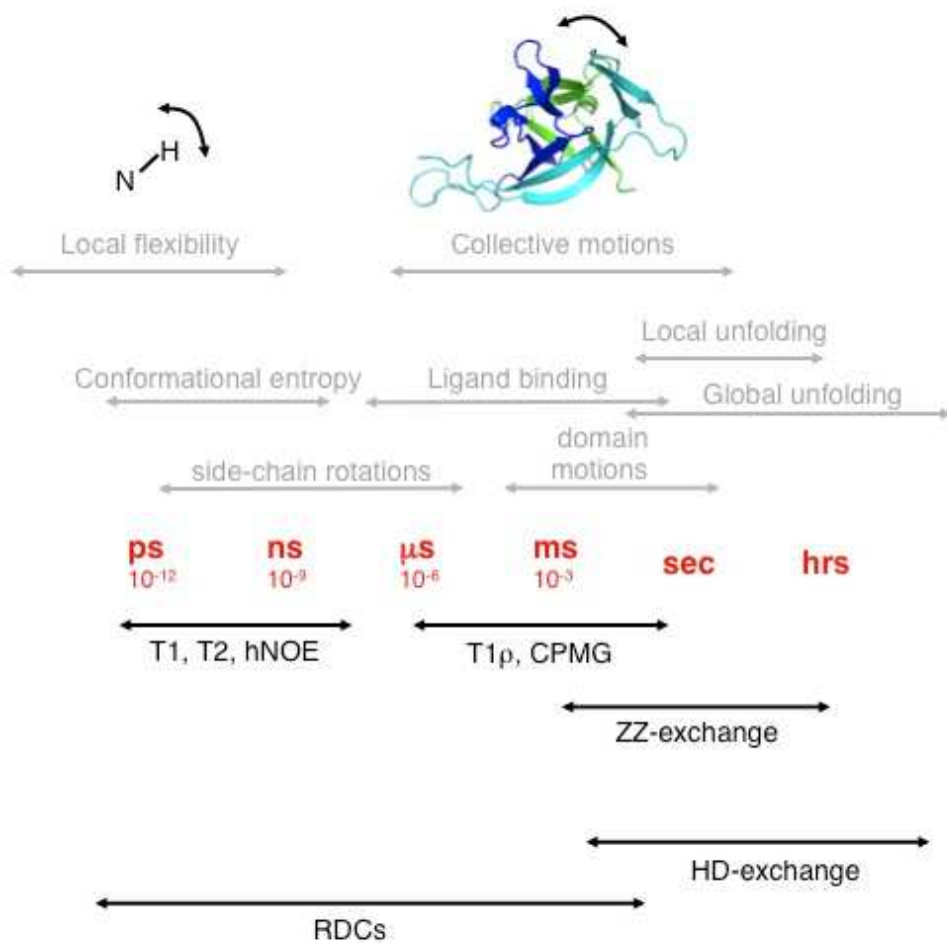 H
N
Local flexibility
Collective motions
Local unfolding
Conformational entropy
Ligand binding
Global unfolding
domain
motions
side-chain rotations
ps ns μs ms sec hrs
10⁻¹² 10⁻⁹ 10⁻⁶ 10⁻³
T1, T2, hNOE
T1ρ, CPMG
ZZ-exchange
HD-exchange
RDCs